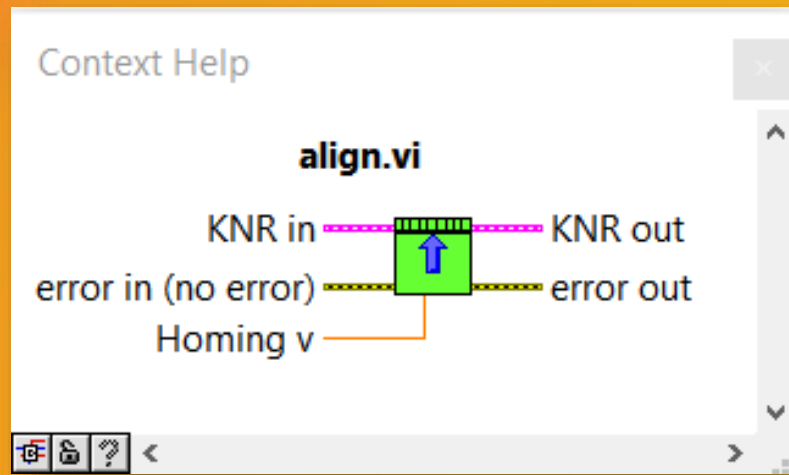 Context Help
align.vi
KNR in KNR out
error in (no error) error out
Homing v
?